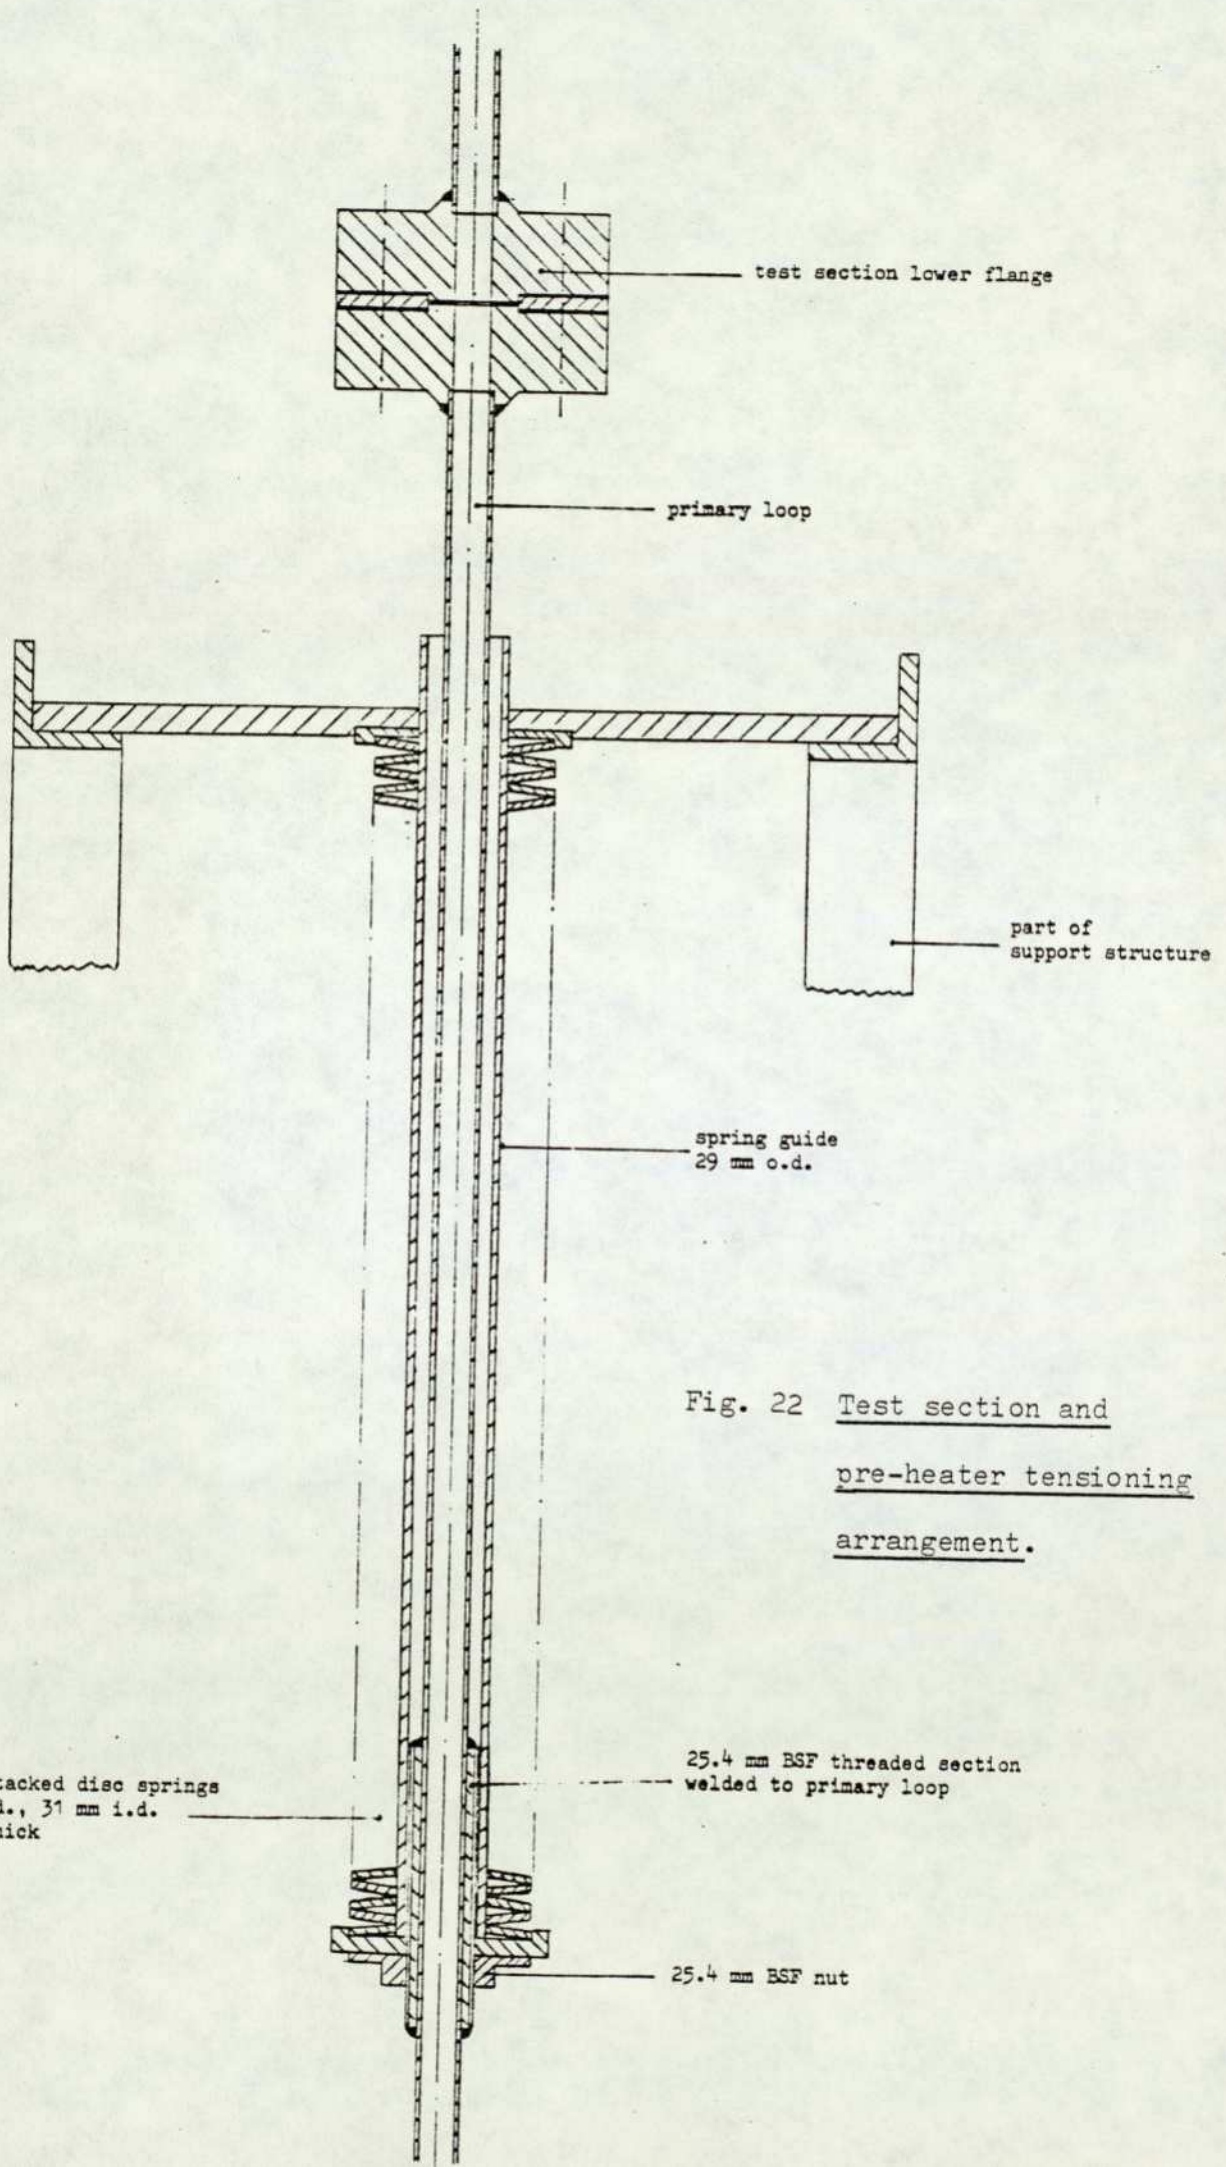 test section lower flange
primary loop
part of
support structure
spring guide
29 mm o.d.
Fig. 22 Test section and
pre-heater tensioning
arrangement.
25.4 mm BSF threaded section
welded to primary loop
disc springs
31 mm i.d.
25.4 mm BSF nut